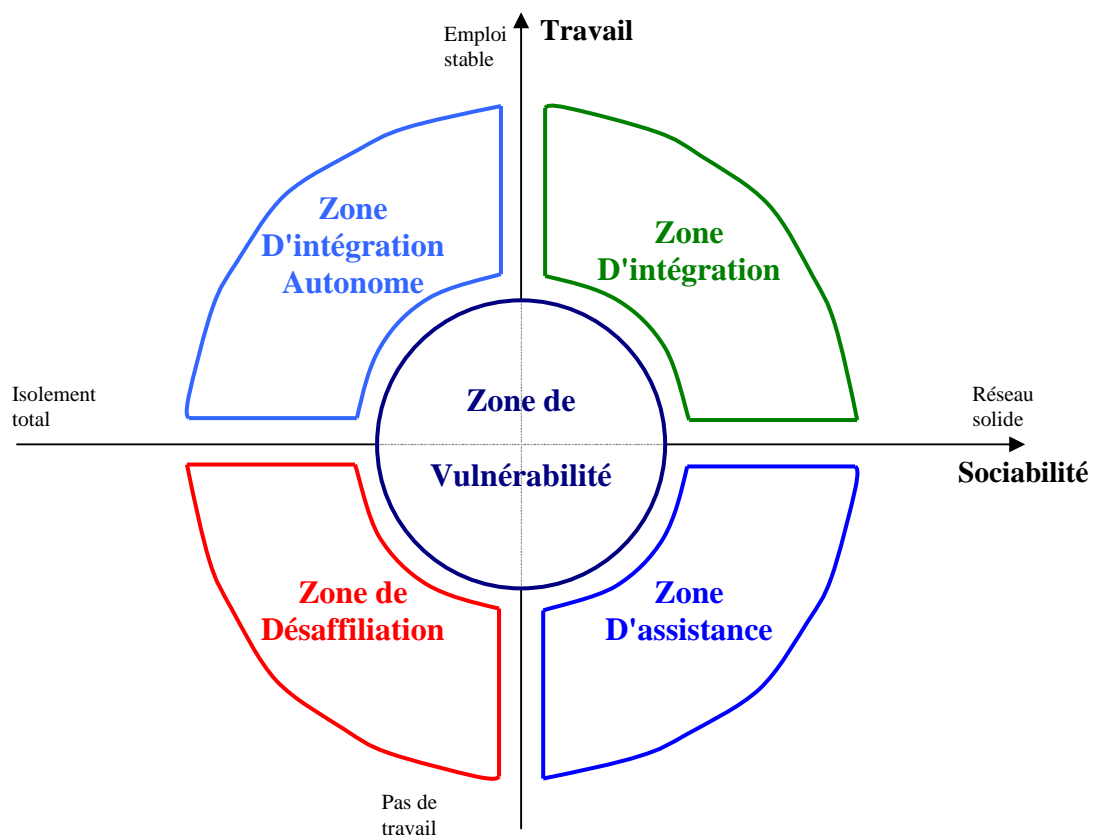 Emploi
stable
Travail
Zone
D'intégration
Autonome
Zone
D'intégration
Isolement
total
Zone de
Vulnérabilité
Réseau
solide
Sociabilité
Zone de
Désaffiliation
Zone
D'assistance
Pas de
travail